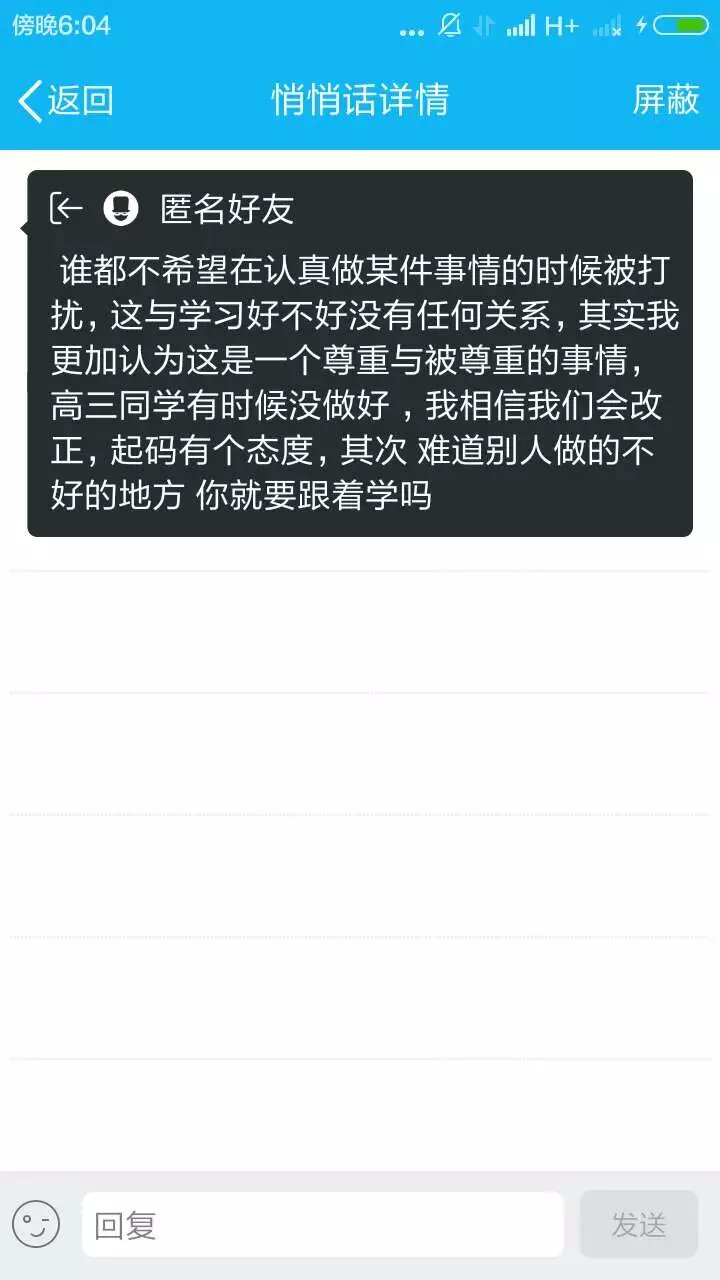 傍晚6:04
... H+
返回 悄悄话详情 屏蔽
匿名好友
谁都不希望在认真做某件事情的时候被打
扰，这与学习好不好没有任何关系，其实我
更加认为这是一个尊重与被尊重的事情，
高三同学有时候没做好，我相信我们会改
正，起码有个态度，其次 难道别人做的不
好的地方 你就要跟着学吗
回复 发送